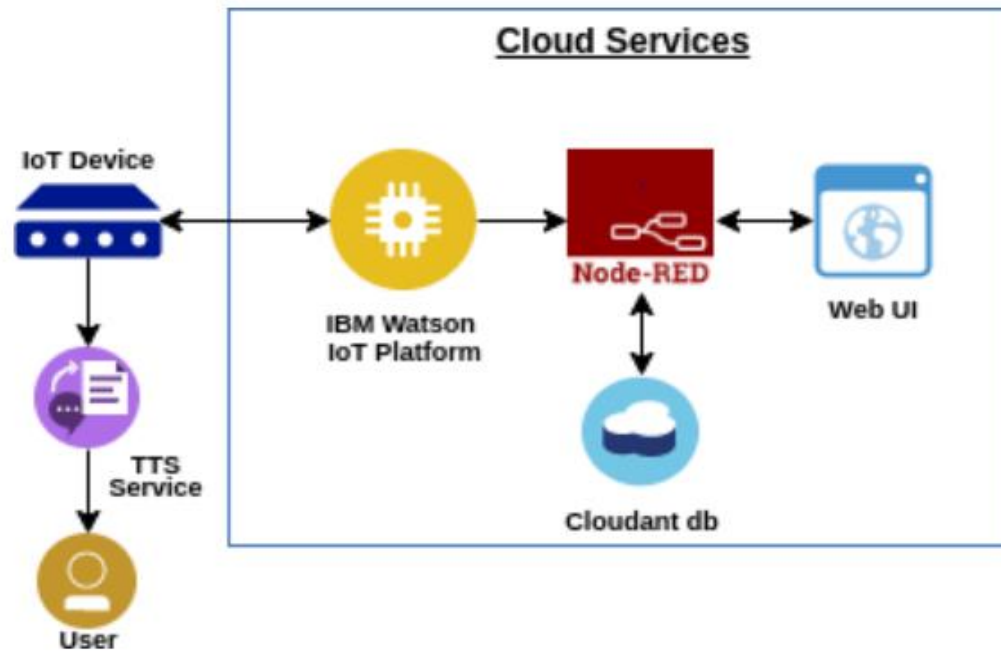 Cloud Services
IoT Device
Node-RED
IBM Watson
IoT Platform
Web UI
TTS
Service
Cloudant db
User